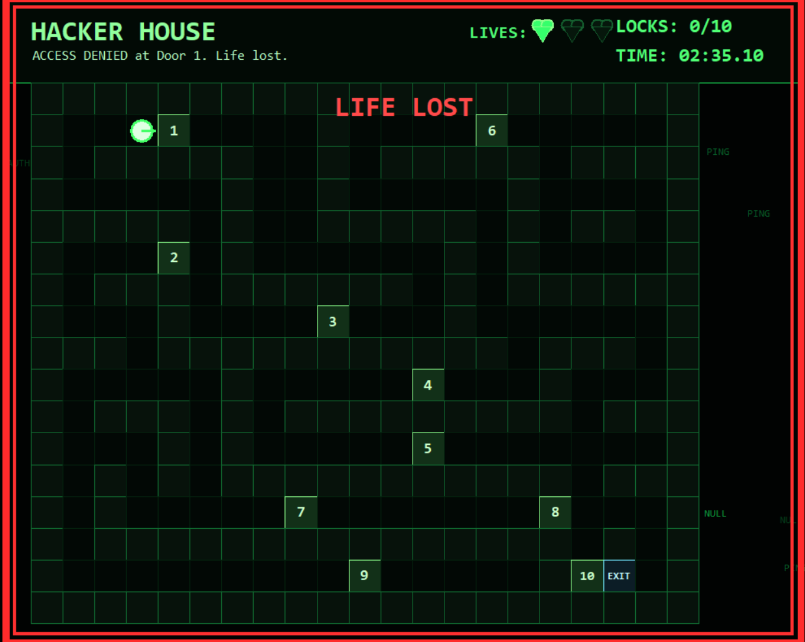 HACKER HOUSE
ACCESS DENIED at Door 1. Life lost.
LIVES:
LOCKS: 0/10
TIME: 02:35.10
LIFE LOST
1
6
PING
PING
2
3
4
5
7
8
NULL
9
10
EXIT